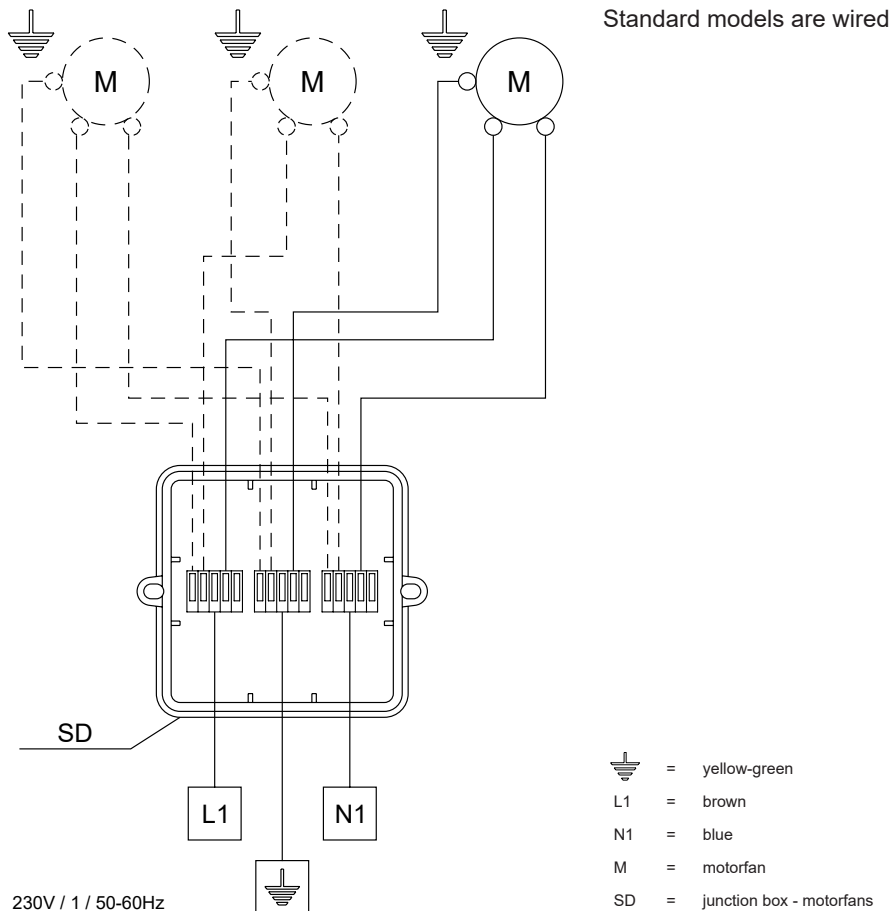 Standard models are wired
M M M
SD
L1 N1
230V / 1 / 50-60Hz
= yellow-green
L1 = brown
N1 = blue
M = motorfan
SD = junction box - motorfans